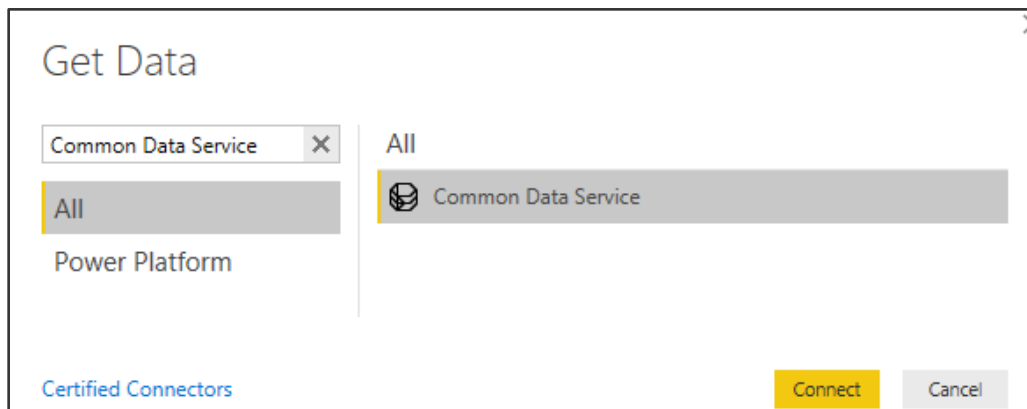 Get Data
Common Data Service
All
Power Platform
All
Common Data Service
Certified Connectors
Connect
Cancel